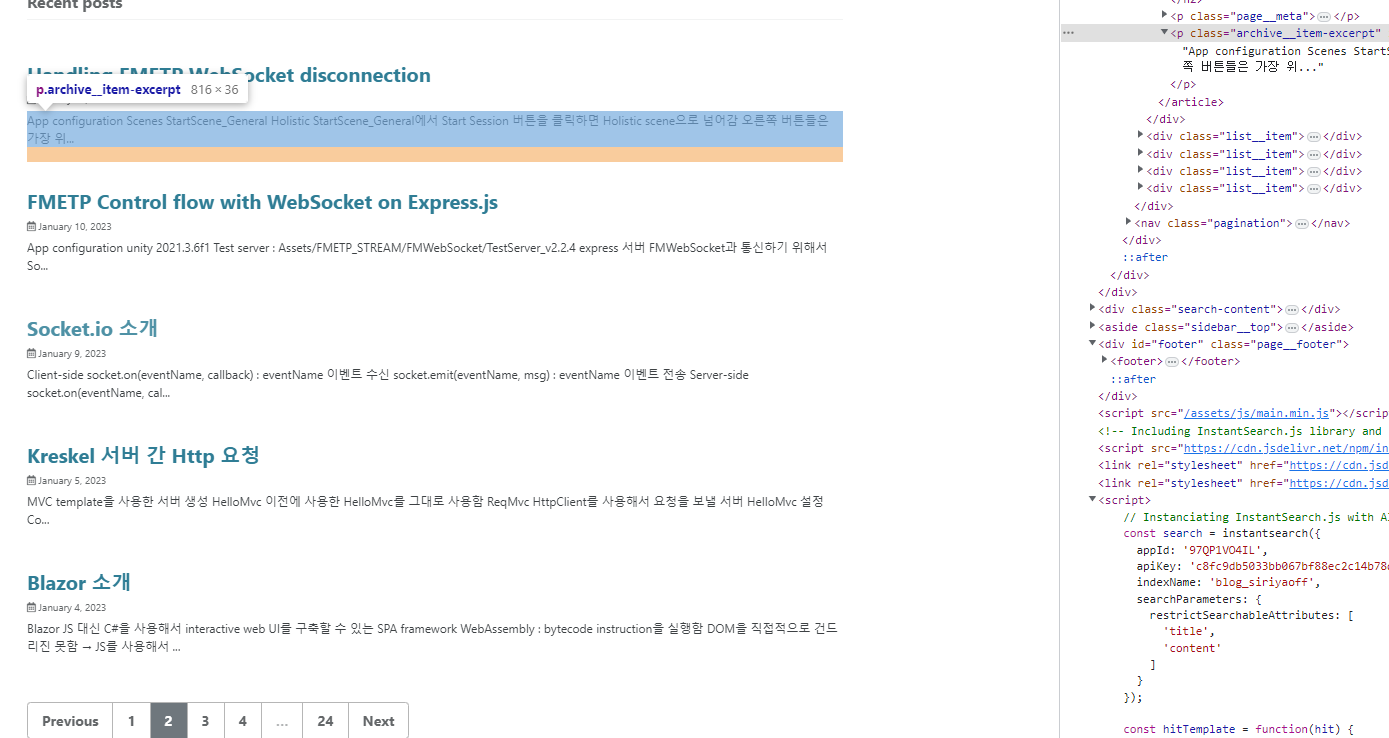 Recent posts
Handling FMETP WebSocket disconnection
p.archive__item-excerpt 816 × 36
App configuration Scenes StartScene_General Holistic StartScene_General에서 Start Session 버튼을 클릭하면 Holistic scene으로 넘어감 오른쪽 버튼들은
가장 위...
FMETP Control flow with WebSocket on Express.js
January 10, 2023
App configuration unity 2021.3.6f1 Test server : Assets/FMETP_STREAM/FMWebSocket/TestServer_v2.2.4 express 서버 FMWebSocket과 통신하기 위해서
So...
Socket.io 소개
January 9, 2023
Client-side socket.on(eventName, callback) : eventName 이벤트 수신 socket.emit(eventName, msg) : eventName 이벤트 전송 Server-side
socket.on(eventName, cal...
Kreskel 서버 간 Http 요청
January 5, 2023
MVC template을 사용한 서버 생성 HelloMvc 이전에 사용한 HelloMvc를 그대로 사용함 ReqMvc HttpClient를 사용해서 요청을 보낼 서버 HelloMvc 설정
Co...
Blazor 소개
January 4, 2023
Blazor JS 대신 C#을 사용해서 interactive web UI를 구축할 수 있는 SPA framework WebAssembly : bytecode instruction을 실행함 DOM을 직접적으로 건드
리진 못함 → JS를 사용해서 ...
Previous 1 2 3 4 ... 24 Next
</h2>
<p class="page__meta">…</p>
<p class="archive__item-excerpt"
"App configuration Scenes StartS
쪽 버튼들은 가장 위..."
</p>
</article>
</div>
<div class="list__item">…</div>
<div class="list__item">…</div>
<div class="list__item">…</div>
<div class="list__item">…</div>
</div>
<nav class="pagination">…</nav>
</div>
::after
</div>
</div>
<div class="search-content">…</div>
<aside class="sidebar__top">…</aside>
<div id="footer" class="page__footer">
<footer>…</footer>
::after
</div>
<script src="/assets/js/main.min.js"></scrip
<!-- Including InstantSearch.js library and
<script src="https://cdn.jsdelivr.net/npm/in
<link rel="stylesheet" href="https://cdn.jsd
<link rel="stylesheet" href="https://cdn.jsd
<script>
// Instanciating InstantSearch.js with Al
const search = instantsearch({
appId: '97QP1VO4IL',
apiKey: 'c8fc9db5033bb067bf88ec2c14b78
indexName: 'blog_siriyaoff',
searchParameters: {
restrictSearchableAttributes: [
'title',
'content'
]
}
});
const hitTemplate = function(hit) {